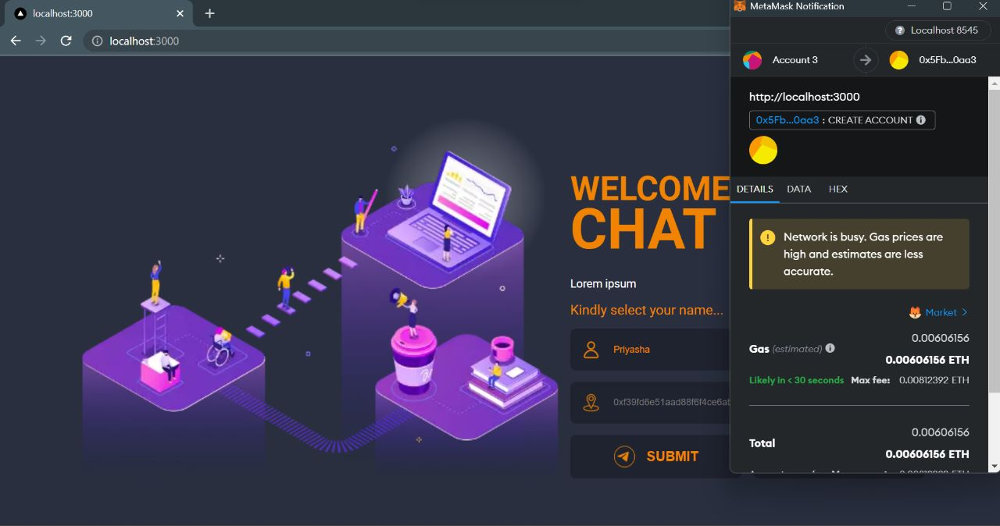 localhost:3000
localhost:3000
WELCOME
CHAT
Lorem ipsum
Kindly select your name...
Priyasha
0xf39fd6e51aad88f6f4ce6ab
SUBMIT
MetaMask Notification
Localhost 8545
Account 3
0x5Fb...0aa3
http://localhost:3000
0x5Fb...0aa3 : CREATE ACCOUNT
DETAILS DATA HEX
Network is busy. Gas prices are
high and estimates are less
accurate.
Market
0.00606156
Gas (estimated) 0.00606156 ETH
Likely in < 30 seconds Max fee: 0.00812392 ETH
0.00606156
Total
0.00606156 ETH